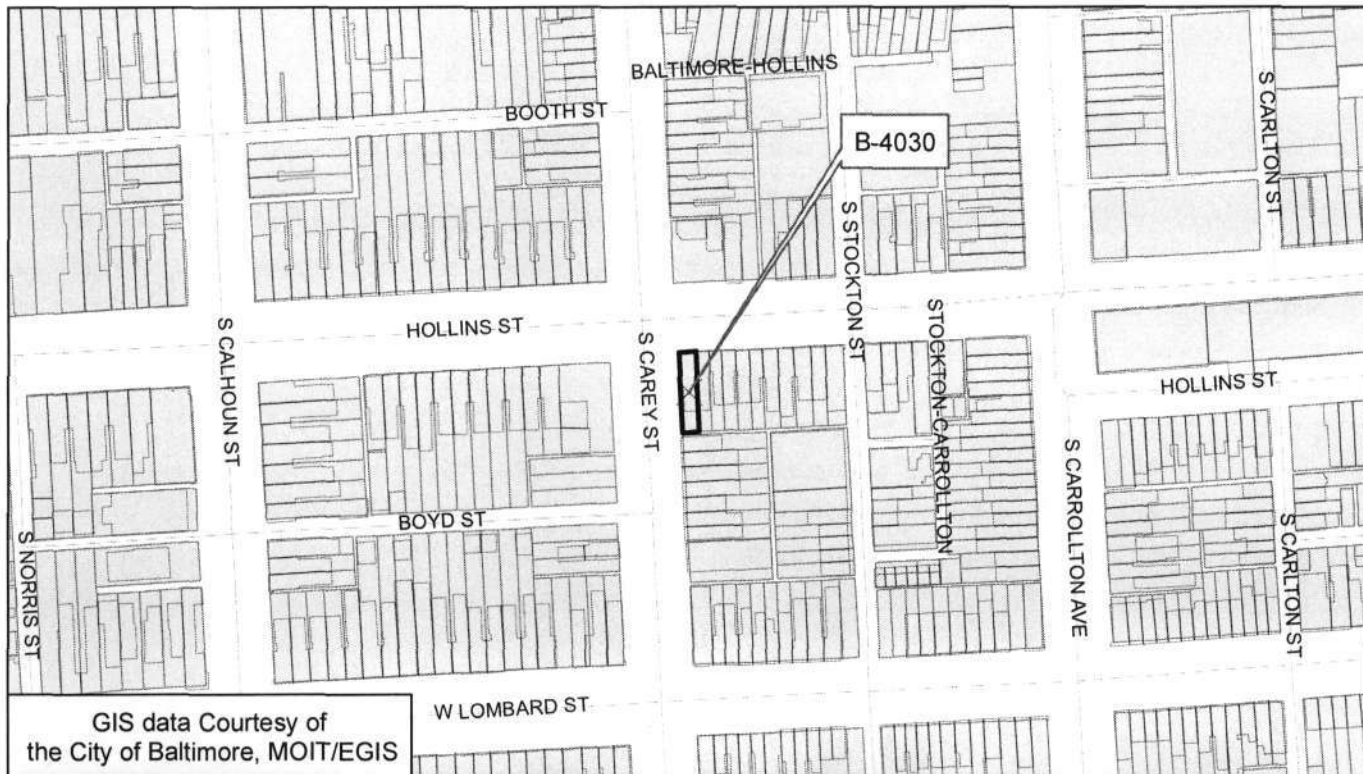 BALTIMORE-HOLLINS
BOOTH ST
S CARLTON ST
B-4030
S STOCKTON ST
HOLLINS ST
S CALHOUN ST
S CAREY ST
STOCKTON-CARROLLTON
HOLLINS ST
S CARROLLTON AVE
BOYD ST
S NORRIS ST
S CARLTON ST
W LOMBARD ST
GIS data Courtesy of
the City of Baltimore, MOIT/EGIS